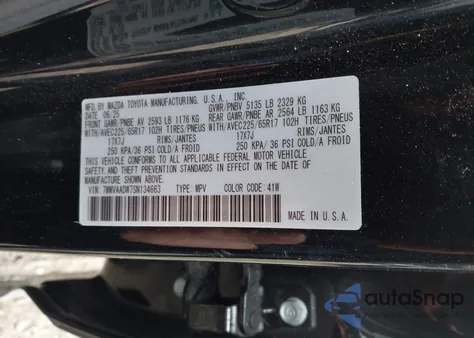 MFD. BY MAZDA TOYOTA MANUFACTURING, U.S.A., INC.
DATE: 06/25 GVWR/PNBV 5135 LB 2329 KG
FRONT GAWR/PNBE AV 2593 LB 1176 KG REAR GAWR/PNBE AR 2564 LB 1163 KG
WITH/AVEC225/65R17 102H TIRES/PNEUS WITH/AVEC225/65R17 102H TIRES/PNEUS
17X7J RIMS/JANTES 17X7J RIMS/JANTES
250 KPA/36 PSI COLD/A FROID 250 KPA/36 PSI COLD/A FROID
THIS VEHICLE CONFORMS TO ALL APPLICABLE FEDERAL MOTOR VEHICLE
SAFETY AND THEFT PREVENTION STANDARDS IN EFFECT ON THE DATE OF
MANUFACTURE SHOWN ABOVE.
VIN: 7MMVAADW7SN134663 TYPE: MPV COLOR CODE: 41W
MADE IN U.S.A.
autoSnap